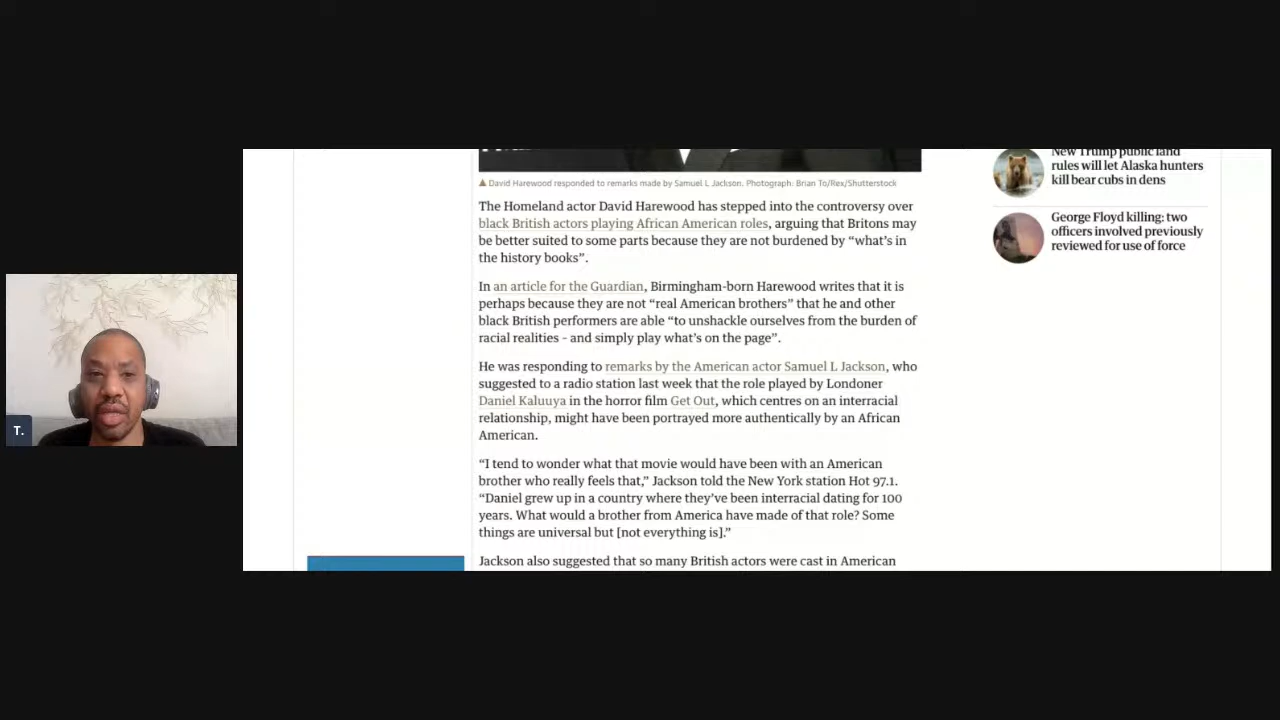 David Harewood responded to remarks made by Samuel L Jackson. Photograph: Brian To/Rex/Shutterstock
The Homeland actor David Harewood has stepped into the controversy over
black British actors playing African American roles, arguing that Britons may
be better suited to some parts because they are not burdened by “what’s in
the history books”.
In an article for the Guardian, Birmingham-born Harewood writes that it is
perhaps because they are not “real American brothers” that he and other
black British performers are able “to unshackle ourselves from the burden of
racial realities – and simply play what’s on the page”.
He was responding to remarks by the American actor Samuel L Jackson, who
suggested to a radio station last week that the role played by Londoner
Daniel Kaluuya in the horror film Get Out, which centres on an interracial
relationship, might have been portrayed more authentically by an African
American.
“I tend to wonder what that movie would have been with an American
brother who really feels that,” Jackson told the New York station Hot 97.1.
“Daniel grew up in a country where they’ve been interracial dating for 100
years. What would a brother from America have made of that role? Some
things are universal but [not everything is].”
Jackson also suggested that so many British actors were cast in American
New Trump public land
rules will let Alaska hunters
kill bear cubs in dens
George Floyd killing: two
officers involved previously
reviewed for use of force
T.